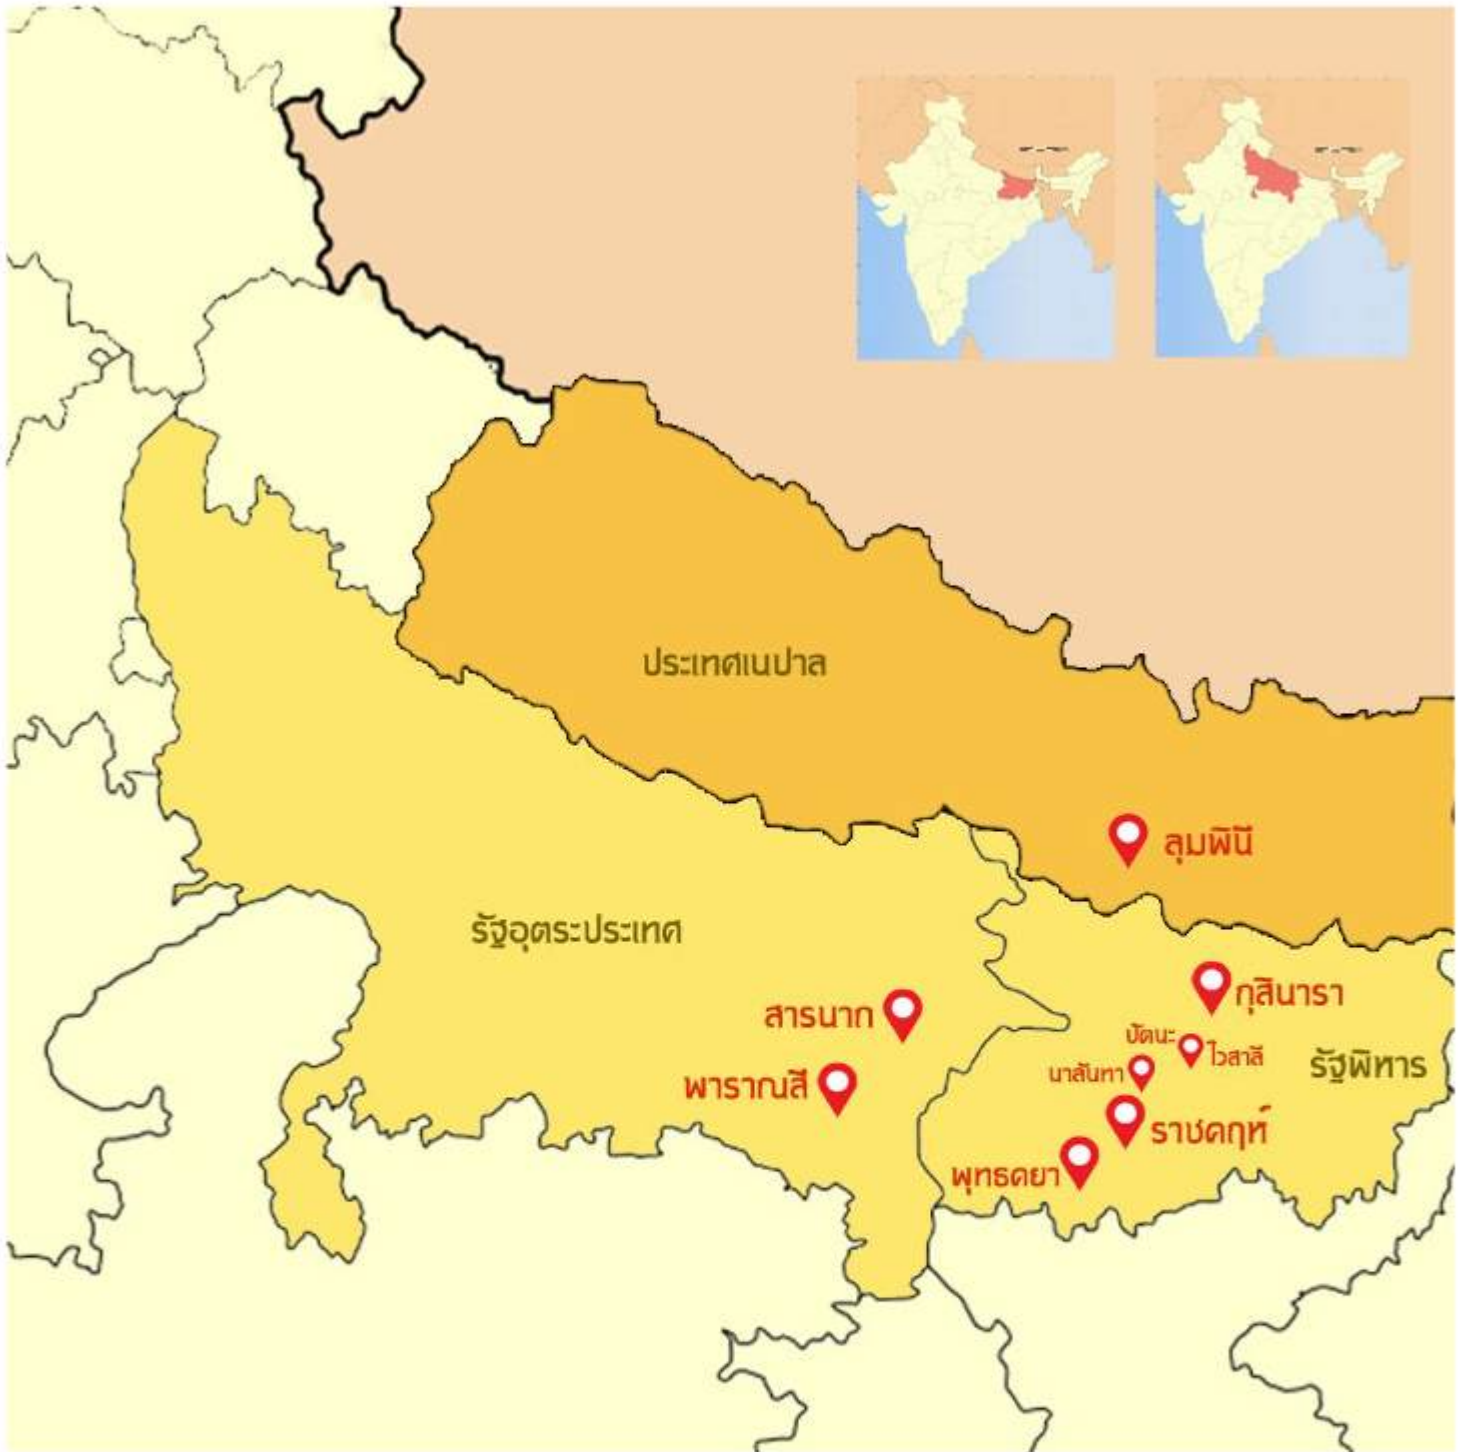 ประเทศเนปาล
ลุมพินี
รัฐอุตระประเทศ
กุสินารา
สารนาถ
ปัตนะ
ไวสาลี
รัฐพิหาร
นาลันทา
พาราณสี
ราชคฤห์
พุทธคยา